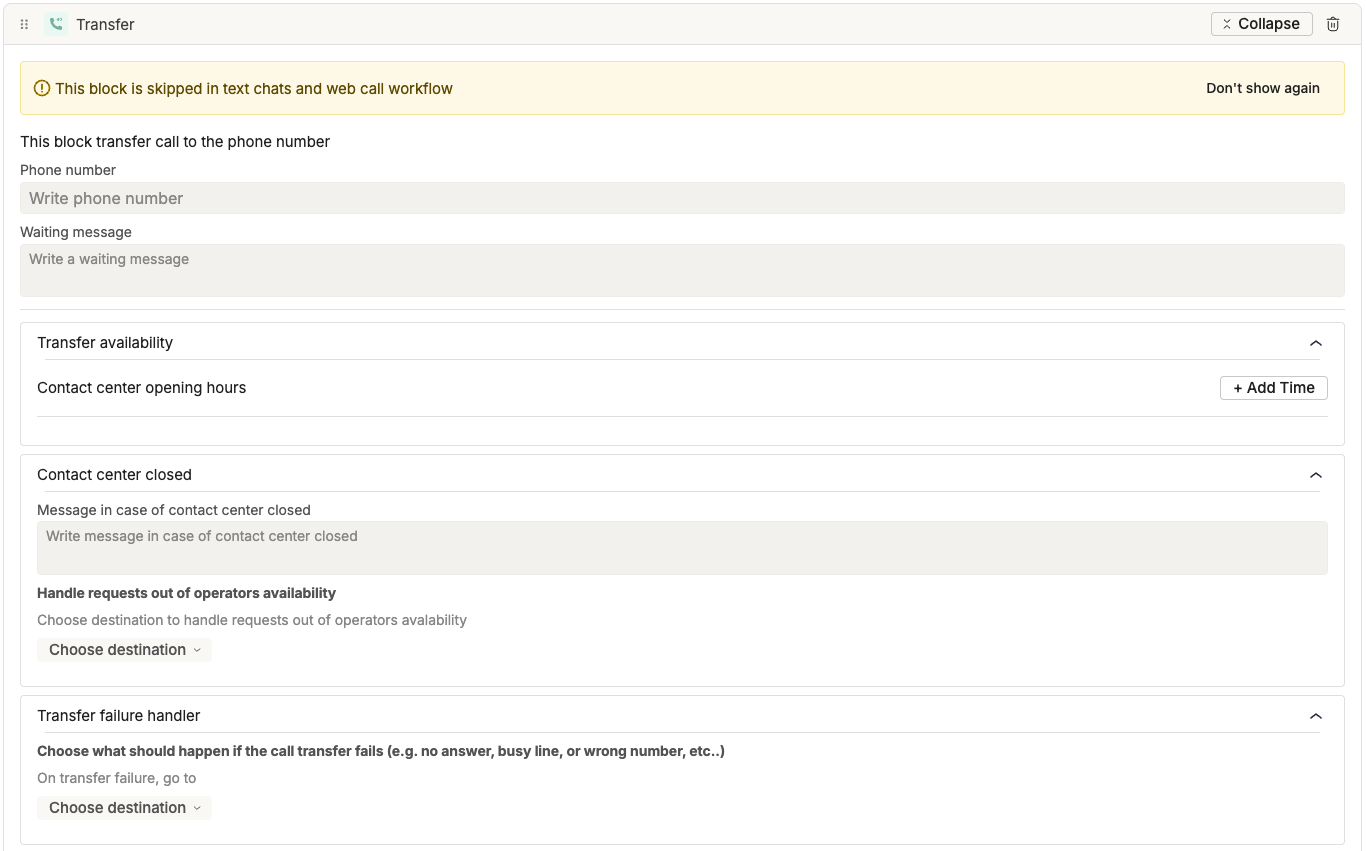 Transfer
Collapse
This block is skipped in text chats and web call workflow
Don't show again
This block transfer call to the phone number
Phone number
Write phone number
Waiting message
Write a waiting message
Transfer availability
Contact center opening hours
+ Add Time
Contact center closed
Message in case of contact center closed
Write message in case of contact center closed
Handle requests out of operators availability
Choose destination to handle requests out of operators avalability
Choose destination
Transfer failure handler
Choose what should happen if the call transfer fails (e.g. no answer, busy line, or wrong number, etc..)
On transfer failure, go to
Choose destination